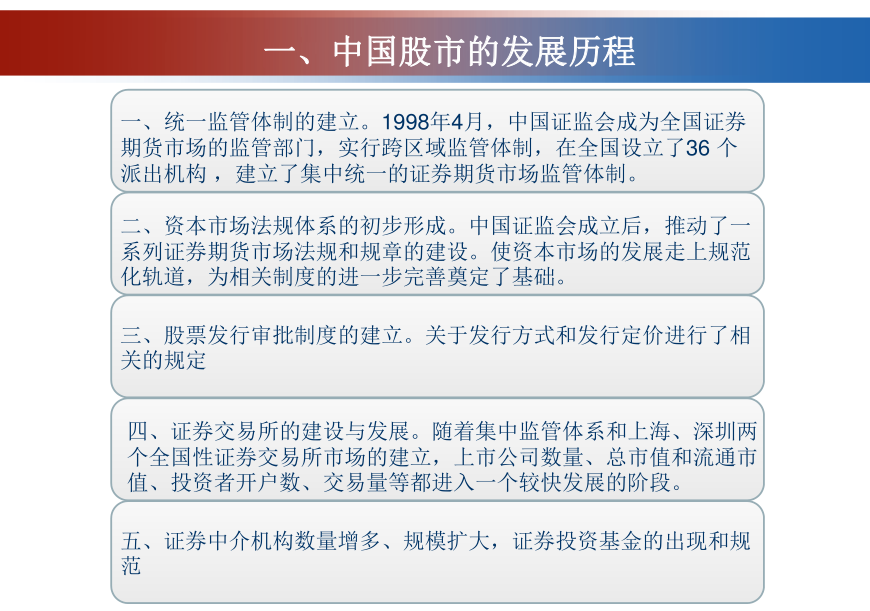 一、中国股市的发展历程
一、统一监管体制的建立。1998年4月，中国证监会成为全国证券
期货市场的监管部门，实行跨区域监管体制，在全国设立了36 个
派出机构 ，建立了集中统一的证券期货市场监管体制。
二、资本市场法规体系的初步形成。中国证监会成立后，推动了一
系列证券期货市场法规和规章的建设。使资本市场的发展走上规范
化轨道，为相关制度的进一步完善奠定了基础。
三、股票发行审批制度的建立。关于发行方式和发行定价进行了相
关的规定
四、证券交易所的建设与发展。随着集中监管体系和上海、深圳两
个全国性证券交易所市场的建立，上市公司数量、总市值和流通市
值、投资者开户数、交易量等都进入一个较快发展的阶段。
五、证券中介机构数量增多、规模扩大，证券投资基金的出现和规
范